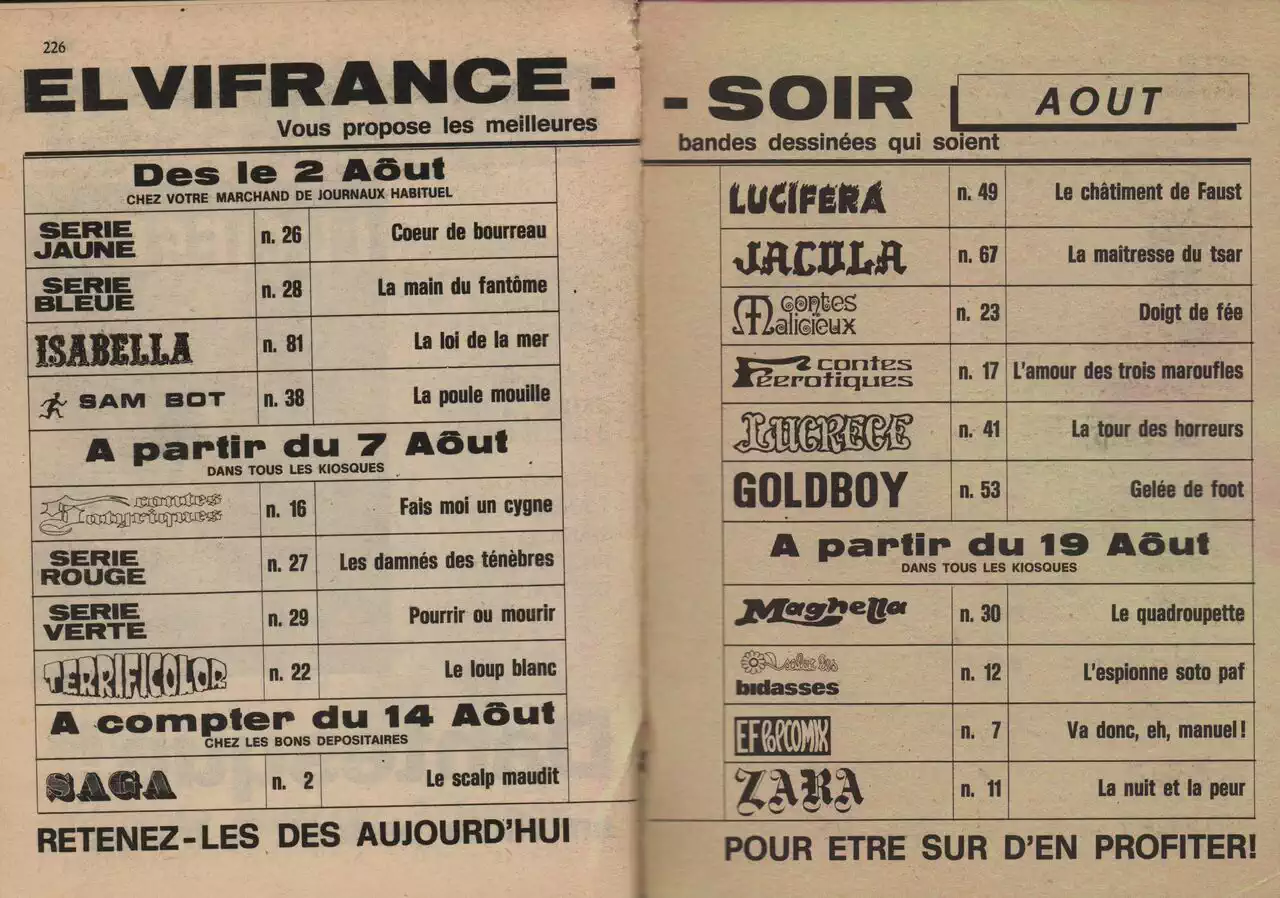 226
ELVIFRANCE -
Vous propose les meilleures
Des le 2 Aôut
CHEZ VOTRE MARCHAND DE JOURNAUX HABITUEL
SERIE JAUNE n. 26 Coeur de bourreau
SERIE BLEUE n. 28 La main du fantôme
ISABELLA n. 81 La loi de la mer
SAM BOT n. 38 La poule mouille
A partir du 7 Aôut
DANS TOUS LES KIOSQUES
contes Satyriques n. 16 Fais moi un cygne
SERIE ROUGE n. 27 Les damnés des ténèbres
SERIE VERTE n. 29 Pourrir ou mourir
TERRIFICOLOR n. 22 Le loup blanc
A compter du 14 Aôut
CHEZ LES BONS DEPOSITAIRES
SAGA n. 2 Le scalp maudit
RETENEZ-LES DES AUJOURD'HUI
- SOIR
AOUT
bandes dessinées qui soient
LUCIFERA n. 49 Le châtiment de Faust
JACULA n. 67 La maîtresse du tsar
contes Malicieux n. 23 Doigt de fée
contes Féerotiques n. 17 L'amour des trois maroufles
LUCRECE n. 41 La tour des horreurs
GOLDBOY n. 53 Gelée de foot
A partir du 19 Aôut
DANS TOUS LES KIOSQUES
Maghella n. 30 Le quadroupette
salut les bidasses n. 12 L'espionne soto paf
EF POPCOMIX n. 7 Va donc, eh, manuel!
ZARA n. 11 La nuit et la peur
POUR ETRE SUR D'EN PROFITER!